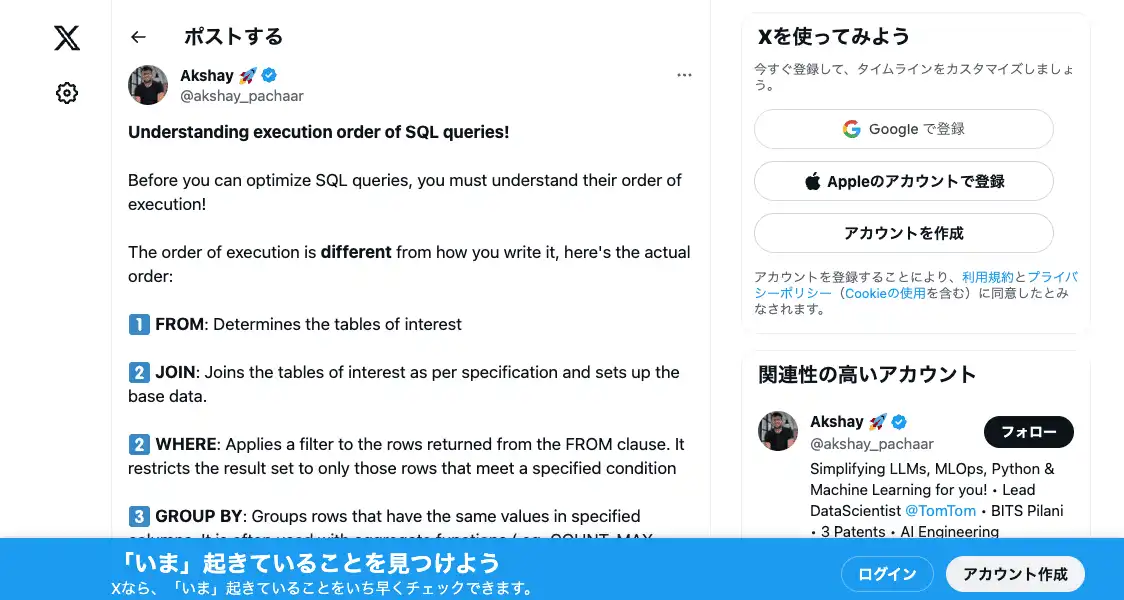 ポストする
Akshay 🚀
@akshay_pachaar
Understanding execution order of SQL queries!
Before you can optimize SQL queries, you must understand their order of
execution!
The order of execution is different from how you write it, here's the actual
order:
1️⃣ FROM: Determines the tables of interest
2️⃣ JOIN: Joins the tables of interest as per specification and sets up the
base data.
2️⃣ WHERE: Applies a filter to the rows returned from the FROM clause. It
restricts the result set to only those rows that meet a specified condition
3️⃣ GROUP BY: Groups rows that have the same values in specified
Xを使ってみよう
今すぐ登録して、タイムラインをカスタマイズしましょ
う。
Google で登録
Appleのアカウントで登録
アカウントを作成
アカウントを登録することにより、利用規約とプライバ
シーポリシー（Cookieの使用を含む）に同意したとみ
なされます。
関連性の高いアカウント
Akshay 🚀
@akshay_pachaar
フォロー
Simplifying LLMs, MLOps, Python &
Machine Learning for you! • Lead
DataScientist @TomTom • BITS Pilani
• 3 Patents • AI Engineering
「いま」起きていることを見つけよう
Xなら、「いま」起きていることをいち早くチェックできます。
ログイン
アカウント作成